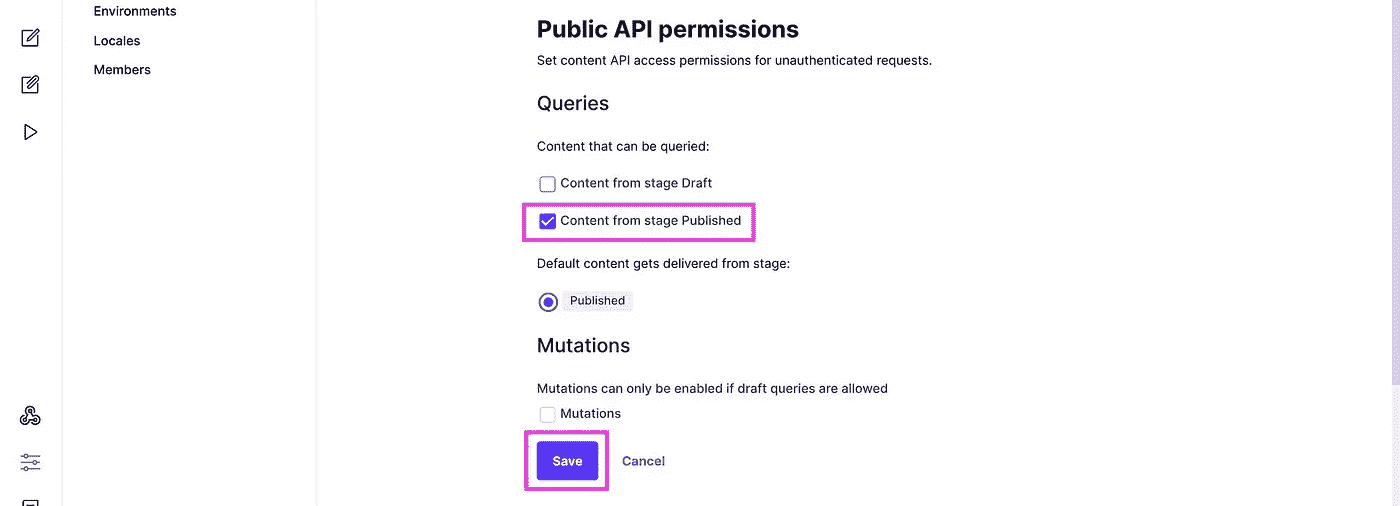 Environments
Locales
Members
Public API permissions
Set content API access permissions for unauthenticated requests.
Queries
Content that can be queried:
Content from stage Draft
Content from stage Published
Default content gets delivered from stage:
Published
Mutations
Mutations can only be enabled if draft queries are allowed
Mutations
Save Cancel